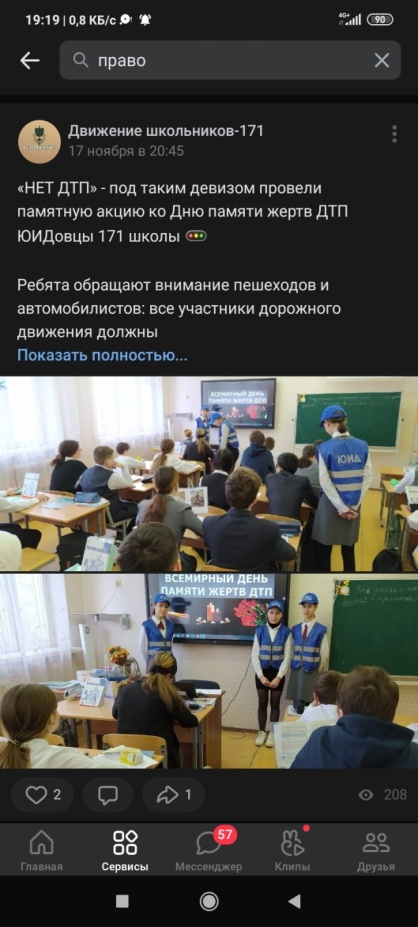 19:19 | 0,8 КБ/с
4G+
90
право
Движение школьников-171
17 ноября в 20:45
«НЕТ ДТП» - под таким девизом провели
памятную акцию ко Дню памяти жертв ДТП
ЮИДовцы 171 школы
Ребята обращают внимание пешеходов и
автомобилистов: все участники дорожного
движения должны
Показать полностью...
ВСЕМИРНЫЙ ДЕНЬ
ПАМЯТИ ЖЕРТВ ДТП
ЮИД
ВСЕМИРНЫЙ ДЕНЬ
ПАМЯТИ ЖЕРТВ ДТП
2
1
208
57
Главная
Сервисы
Мессенджер
Клипы
Друзья